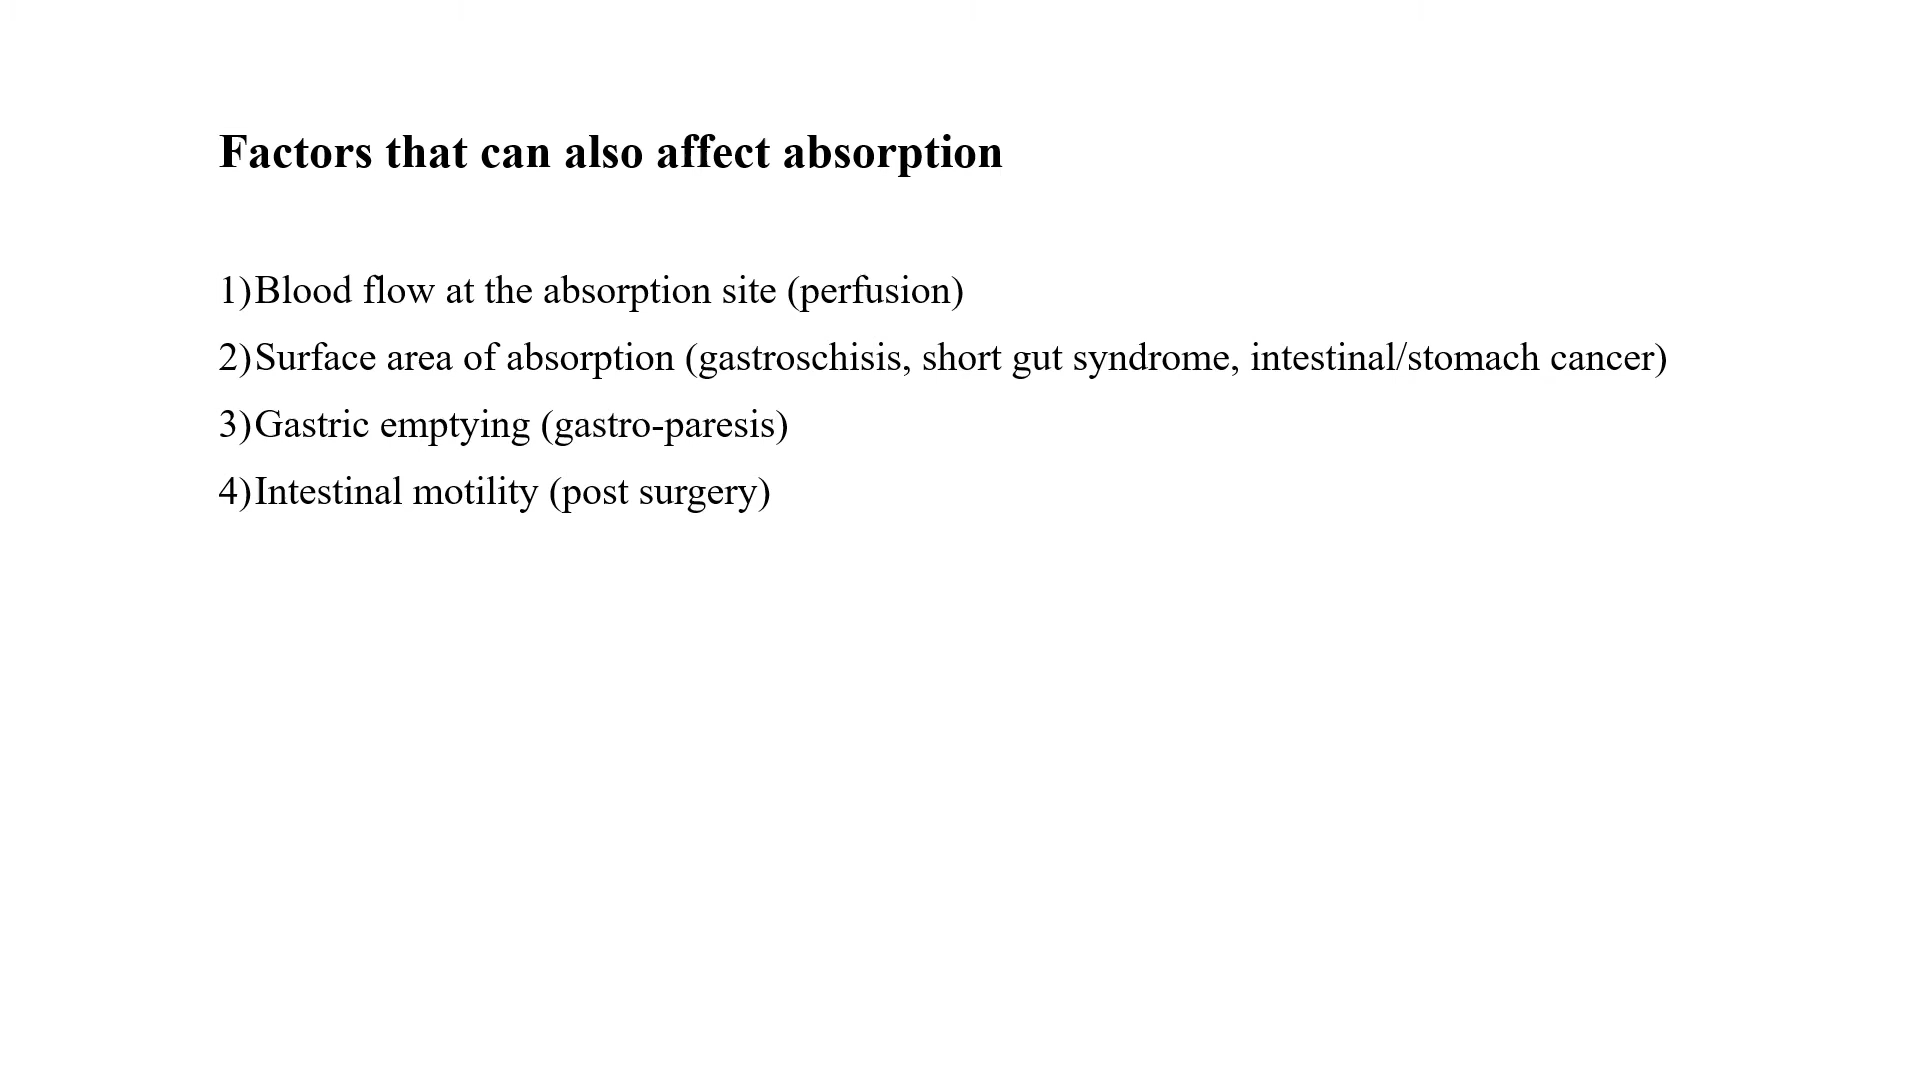 Factors that can also affect absorption
1)Blood flow at the absorption site (perfusion)
2)Surface area of absorption (gastroschisis, short gut syndrome, intestinal/stomach cancer)
3)Gastric emptying (gastro-paresis)
4)Intestinal motility (post surgery)